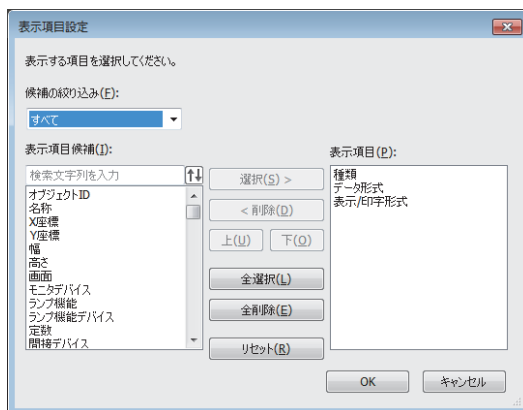 表示項目設定
表示する項目を選択してください。
候補の絞り込み(F):
すべて
表示項目候補(I):
検索文字列を入力
オブジェクトID
名称
X座標
Y座標
幅
高さ
画面
モニタデバイス
ランプ機能
ランプ機能デバイス
定数
間接デバイス
選択(S) >
< 削除(D)
上(U)
下(O)
全選択(L)
全削除(E)
リセット(R)
表示項目(P):
種類
データ形式
表示/印字形式
OK
キャンセル